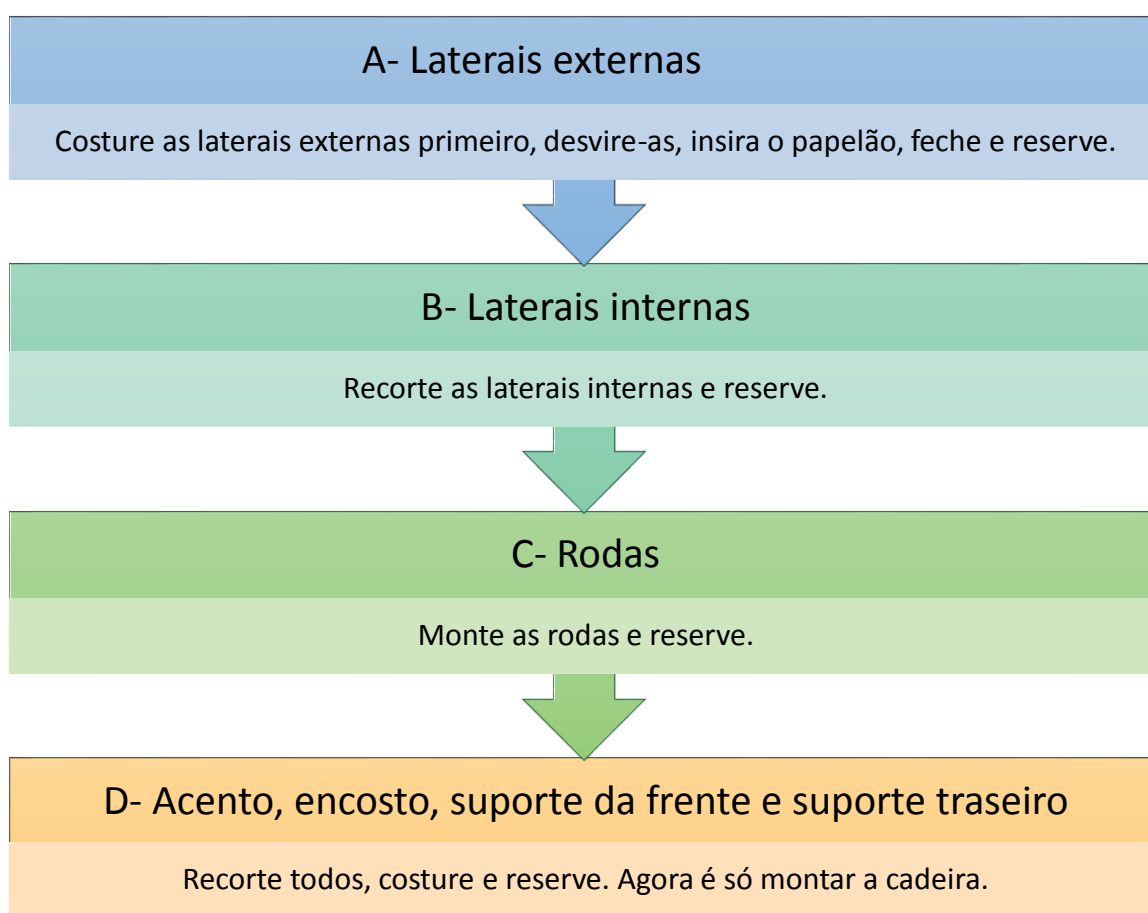 A- Laterais externas
Costure as laterais externas primeiro, desvire-as, insira o papelão, feche e reserve.
B- Laterais internas
Recorte as laterais internas e reserve.
C- Rodas
Monte as rodas e reserve.
D- Acento, encosto, suporte da frente e suporte traseiro
Recorte todos, costure e reserve. Agora é só montar a cadeira.